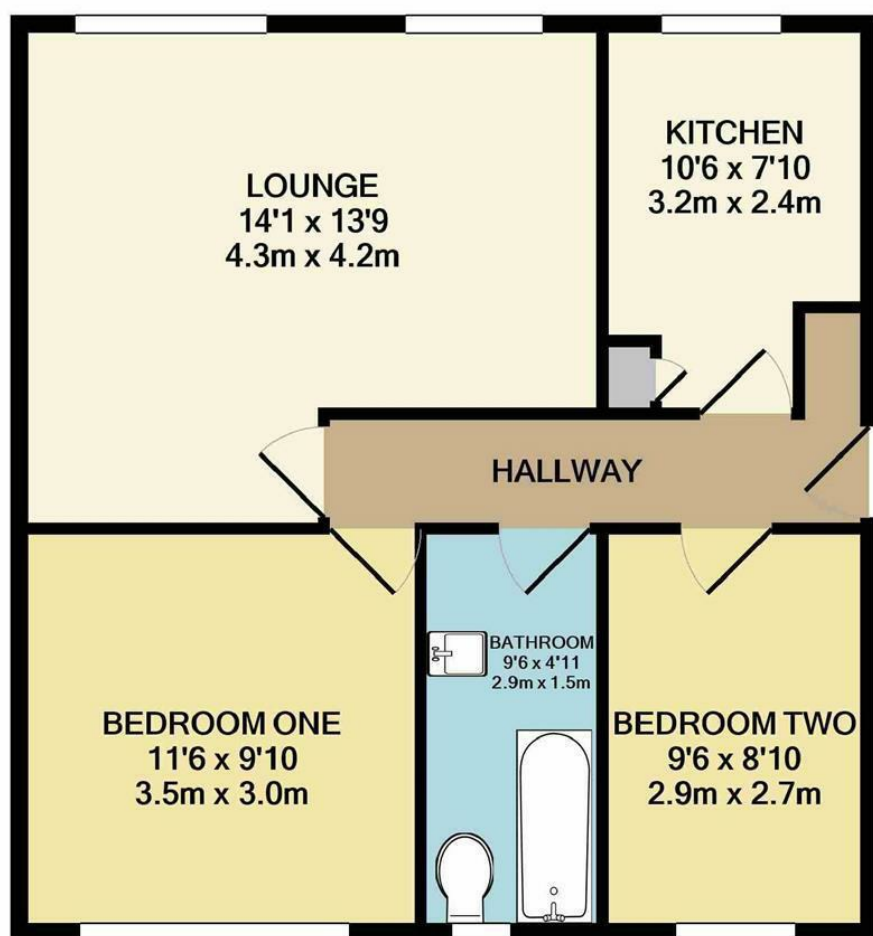 LOUNGE
14'1 x 13'9
4.3m x 4.2m
KITCHEN
10'6 x 7'10
3.2m x 2.4m
HALLWAY
BEDROOM ONE
11'6 x 9'10
3.5m x 3.0m
BATHROOM
9'6 x 4'11
2.9m x 1.5m
BEDROOM TWO
9'6 x 8'10
2.9m x 2.7m